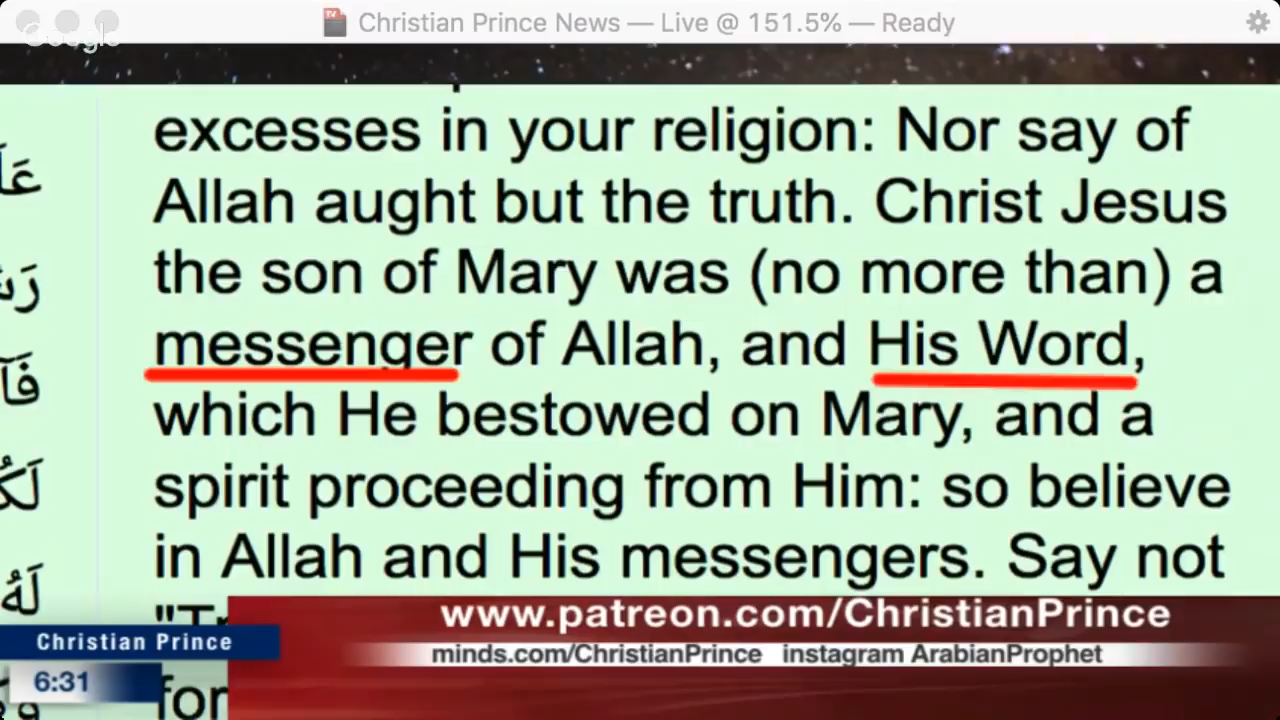 Christian Prince News — Live @ 151.5% — Ready
Google
excesses in your religion: Nor say of
Allah aught but the truth. Christ Jesus
the son of Mary was (no more than) a
messenger of Allah, and His Word,
which He bestowed on Mary, and a
spirit proceeding from Him: so believe
in Allah and His messengers. Say not
www.patreon.com/ChristianPrince
Christian Prince
minds.com/ChristianPrince instagram ArabianProphet
6:31
for